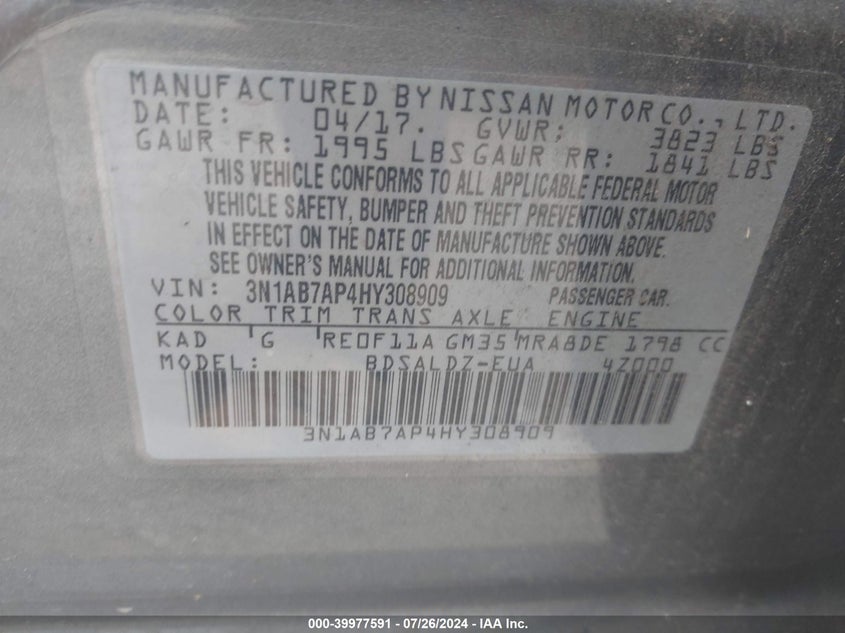 MANUFACTURED BY NISSAN MOTOR CO., LTD.
DATE: 04/17. GVWR: 3823 LBS
GAWR FR: 1995 LBS GAWR RR: 1841 LBS
THIS VEHICLE CONFORMS TO ALL APPLICABLE FEDERAL MOTOR
VEHICLE SAFETY, BUMPER AND THEFT PREVENTION STANDARDS
IN EFFECT ON THE DATE OF MANUFACTURE SHOWN ABOVE.
SEE OWNER'S MANUAL FOR ADDITIONAL INFORMATION.
VIN: 3N1AB7AP4HY308909 PASSENGER CAR.
COLOR TRIM TRANS AXLE ENGINE
KAD G RE0F11A GM35 MRA8DE 1798 CC
MODEL: BDSALDZ-EUA 4Z000
3N1AB7AP4HY308909
000-39977591 - 07/26/2024 - IAA Inc.